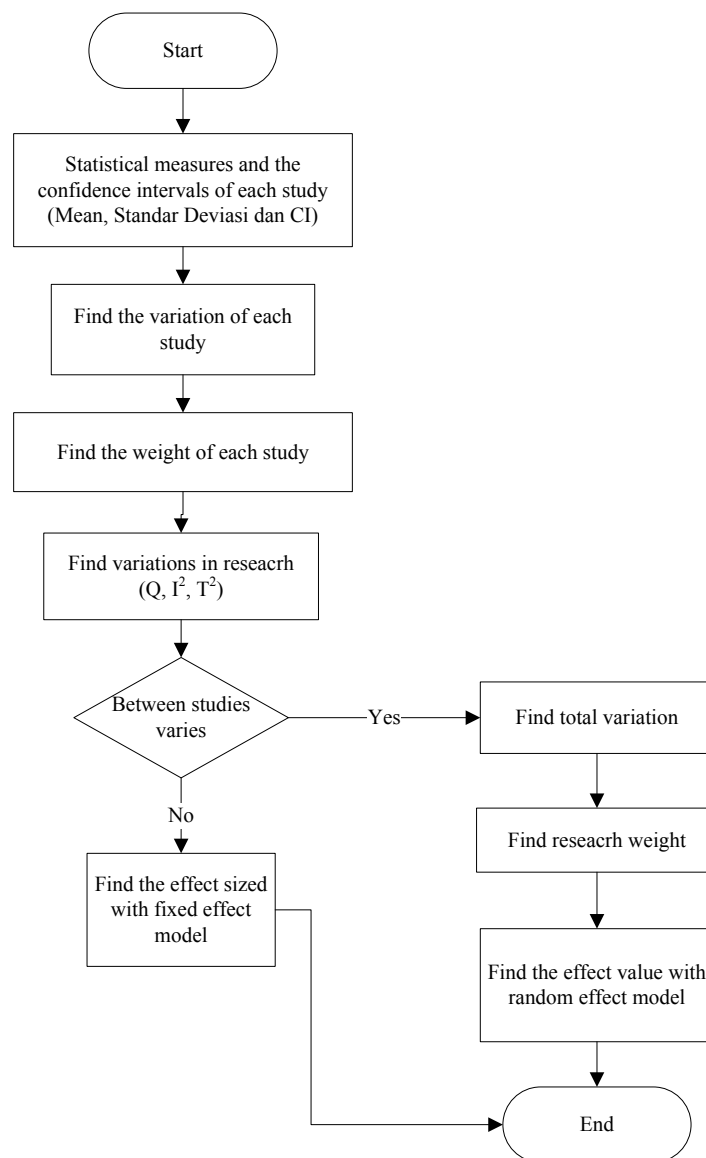 Start
Statistical measures and the
confidence intervals of each study
(Mean, Standar Deviasi dan CI)
Find the variation of each
study
Find the weight of each study
Find variations in reseacrh
(Q, I², T²)
Between studies
varies
Yes
Find total variation
No
Find reseacrh weight
Find the effect sized
with fixed effect
model
Find the effect value with
random effect model
End